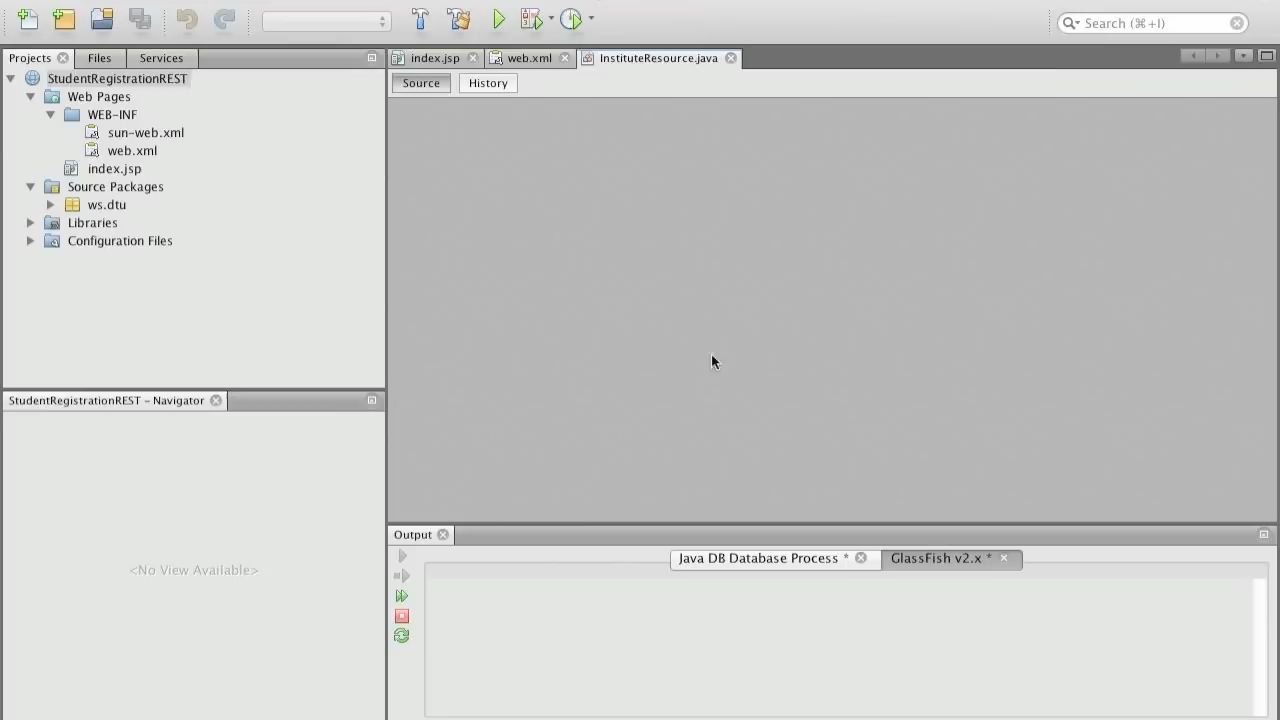 Search (⌘+I)
Projects Files Services
index.jsp web.xml InstituteResource.java
Source History
StudentRegistrationREST
Web Pages
WEB-INF
sun-web.xml
web.xml
index.jsp
Source Packages
ws.dtu
Libraries
Configuration Files
StudentRegistrationREST - Navigator
<No View Available>
Output
Java DB Database Process * GlassFish v2.x *